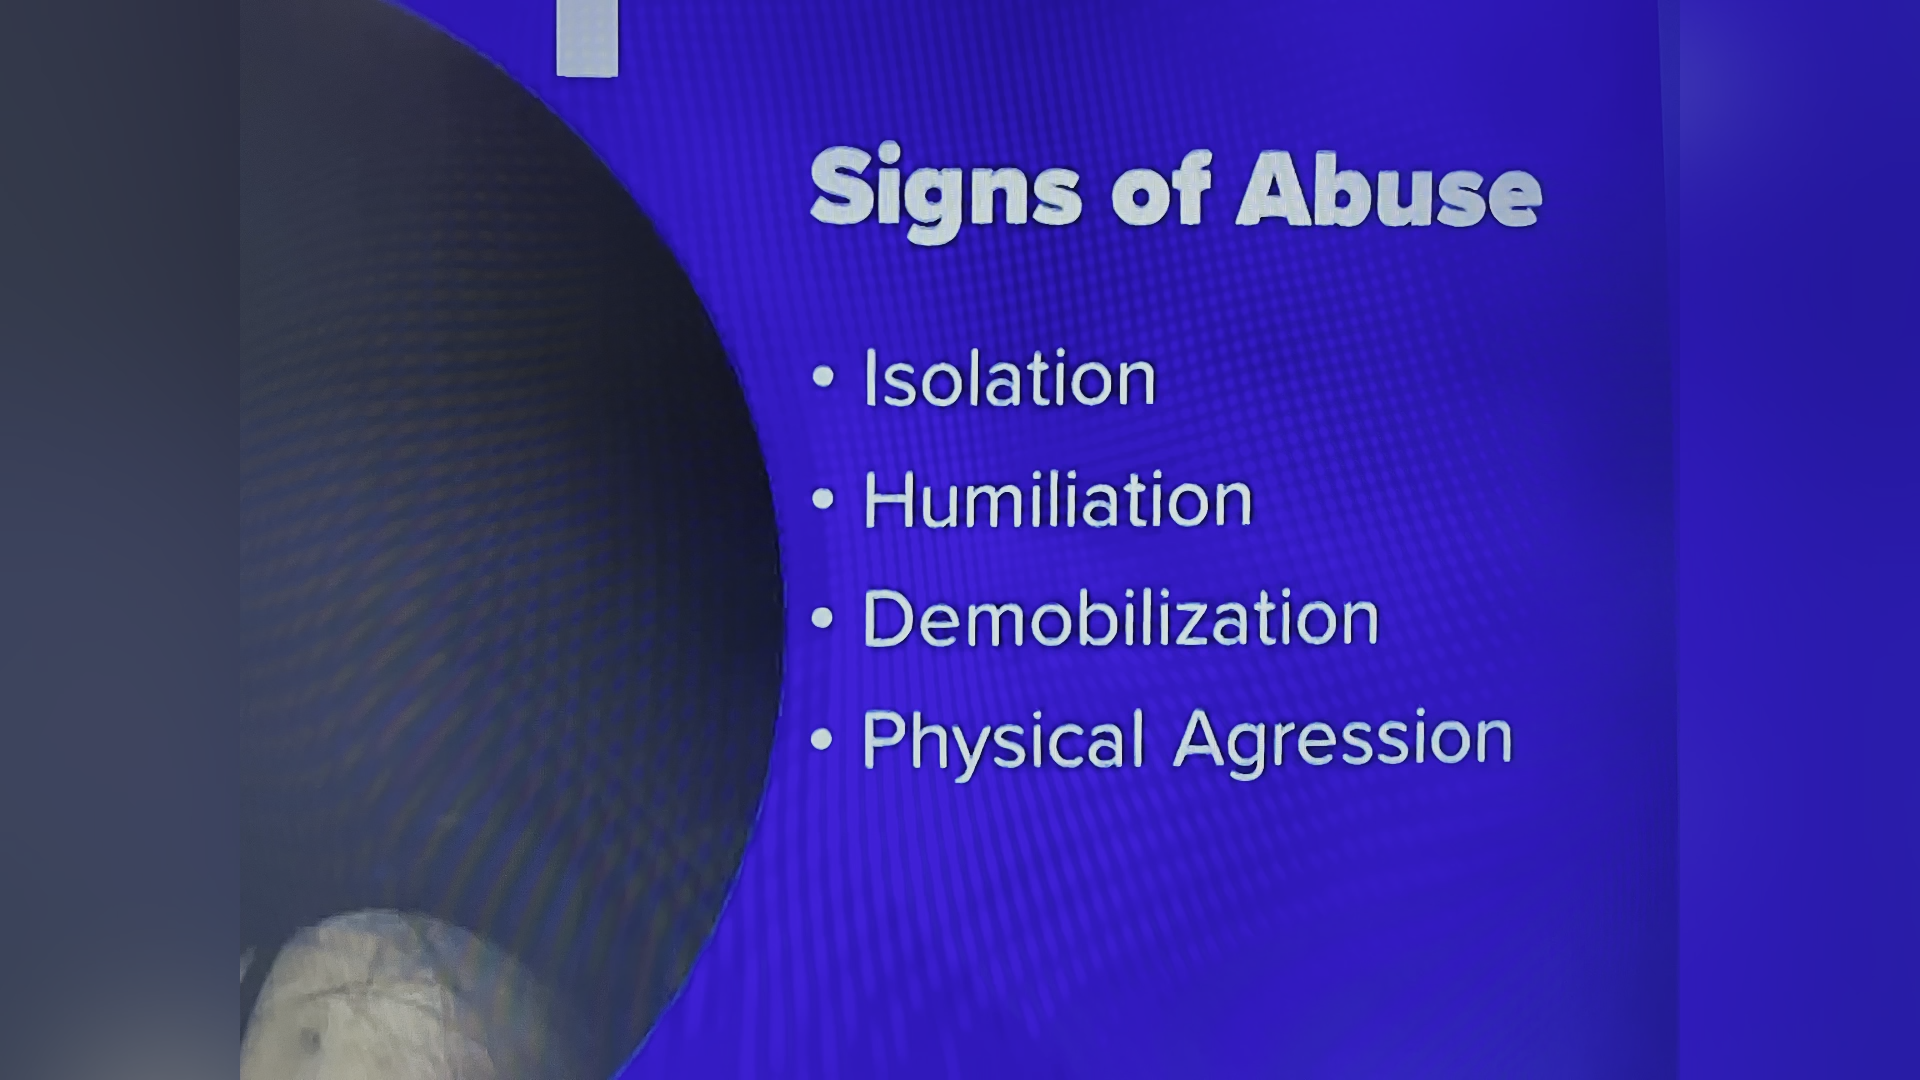 Signs of Abuse
• Isolation
• Humiliation
• Demobilization
• Physical Agression